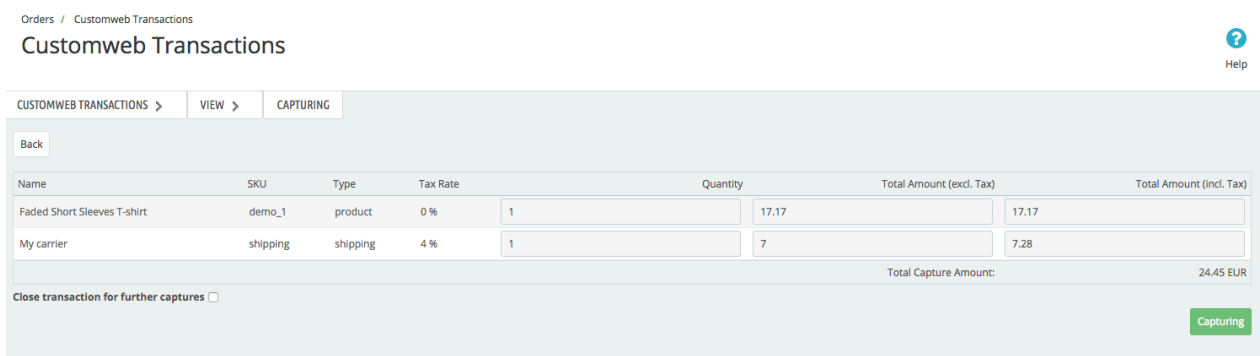 Orders / Customweb Transactions
Customweb Transactions
Help
CUSTOMWEB TRANSACTIONS > VIEW > CAPTURING
Back
Name SKU Type Tax Rate Quantity Total Amount (excl. Tax) Total Amount (incl. Tax)
Faded Short Sleeves T-shirt demo_1 product 0 % 1 17.17 17.17
My carrier shipping shipping 4 % 1 7 7.28
Total Capture Amount: 24.45 EUR
Close transaction for further captures
Capturing